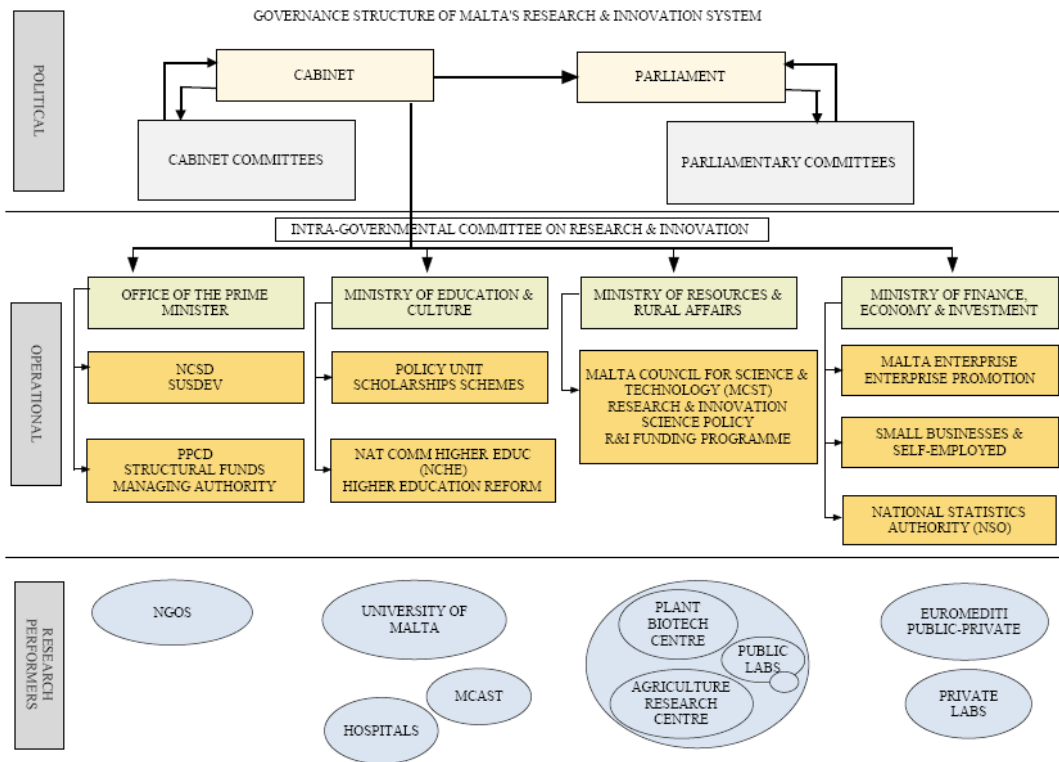 GOVERNANCE STRUCTURE OF MALTA'S RESEARCH & INNOVATION SYSTEM
POLITICAL
CABINET
PARLIAMENT
CABINET COMMITTEES
PARLIAMENTARY COMMITTEES
INTRA-GOVERNMENTAL COMMITTEE ON RESEARCH & INNOVATION
OPERATIONAL
OFFICE OF THE PRIME
MINISTER
MINISTRY OF EDUCATION &
CULTURE
MINISTRY OF RESOURCES &
RURAL AFFAIRS
MINISTRY OF FINANCE,
ECONOMY & INVESTMENT
NCSD
SUSDEV
POLICY UNIT
SCHOLARSHIPS SCHEMES
MALTA COUNCIL FOR SCIENCE &
TECHNOLOGY (MCST)
RESEARCH & INNOVATION
SCIENCE POLICY
R&I FUNDING PROGRAMME
MALTA ENTERPRISE
ENTERPRISE PROMOTION
PPCD
STRUCTURAL FUNDS
MANAGING AUTHORITY
NAT COMM HIGHER EDUC
(NCHE)
HIGHER EDUCATION REFORM
SMALL BUSINESSES &
SELF-EMPLOYED
NATIONAL STATISTICS
AUTHORITY (NSO)
RESEARCH
PERFORMERS
NGOS
UNIVERSITY OF
MALTA
MCAST
HOSPITALS
PLANT
BIOTECH
CENTRE
PUBLIC
LABS
AGRICULTURE
RESEARCH
CENTRE
EUROMEDITI
PUBLIC-PRIVATE
PRIVATE
LABS